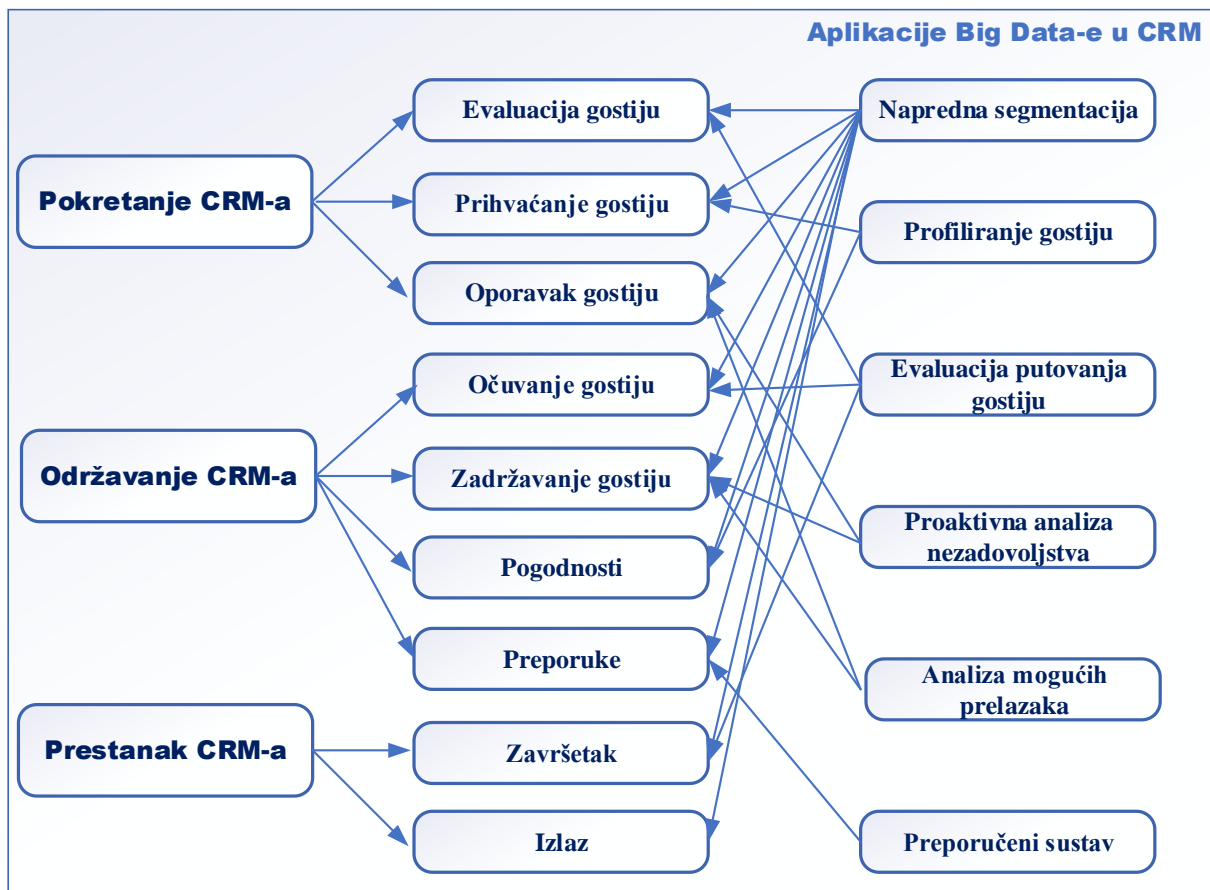 Aplikacije Big Data-e u CRM
Pokretanje CRM-a
Održavanje CRM-a
Prestanak CRM-a
Evaluacija gostiju
Prihvaćanje gostiju
Oporavak gostiju
Očuvanje gostiju
Zadržavanje gostiju
Pogodnosti
Preporuke
Završetak
Izlaz
Napredna segmentacija
Profiliranje gostiju
Evaluacija putovanja
gostiju
Proaktivna analiza
nezadovoljstva
Analiza mogućih
prelazaka
Preporučeni sustav